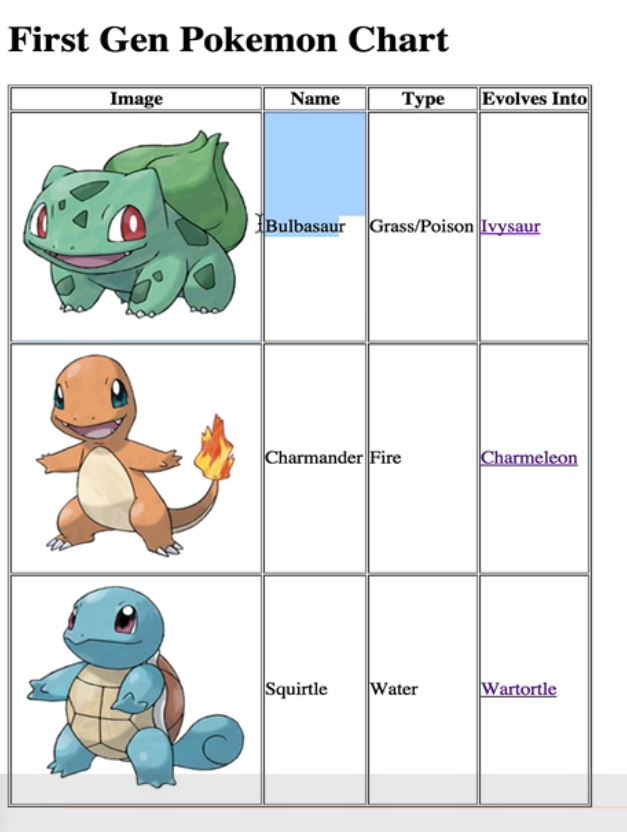 First Gen Pokemon Chart
Image Name Type Evolves Into
Bulbasaur Grass/Poison Ivysaur
Charmander Fire Charmeleon
Squirtle Water Wartortle